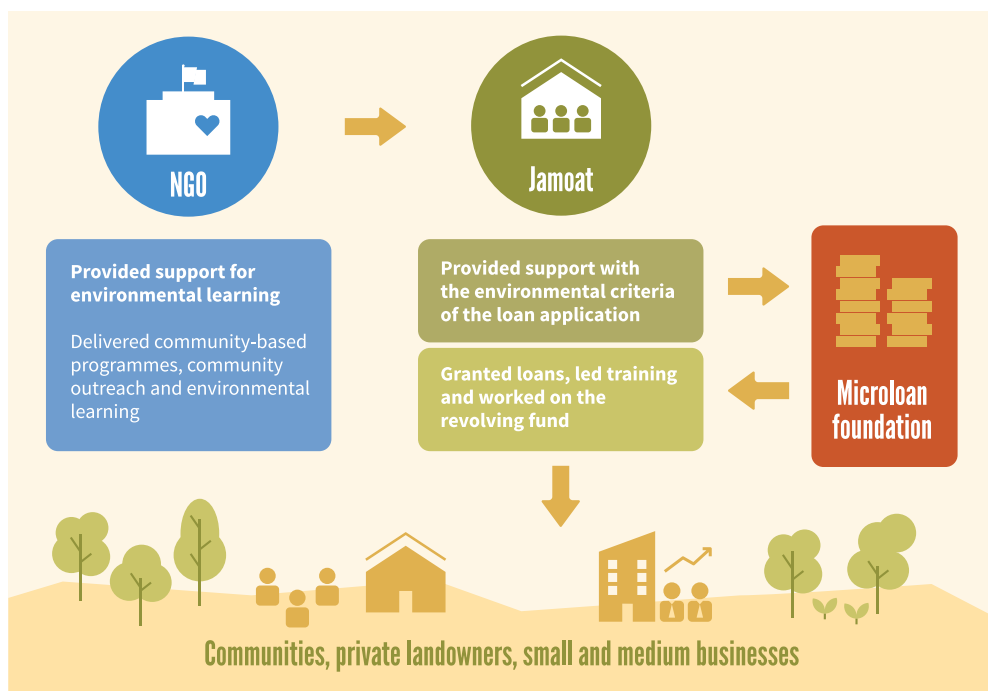 NGO
Jamoat
Provided support for
environmental learning
Delivered community-based
programmes, community
outreach and environmental
learning
Provided support with
the environmental criteria
of the loan application
Granted loans, led training
and worked on the
revolving fund
Microloan
foundation
Communities, private landowners, small and medium businesses